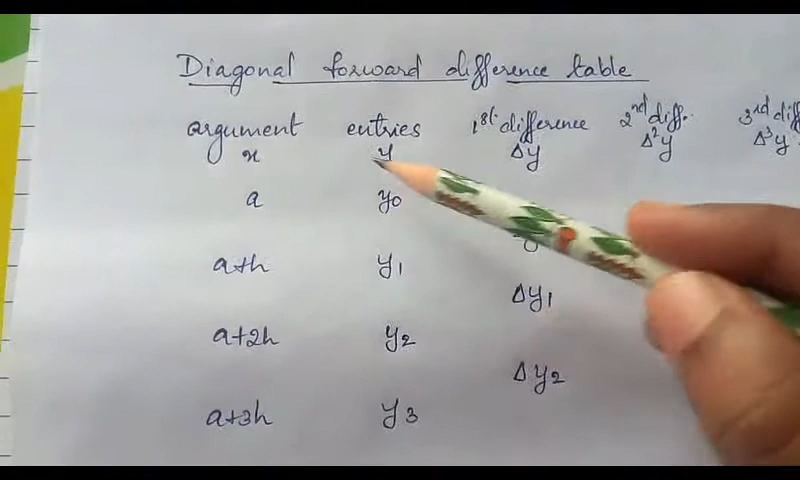 Diagonal forward difference table
argument entries 1st difference 2nd diff. 3rd diff
x y Δy Δ²y Δ³y
a y0
a+h y1
Δy1
a+2h y2
Δy2
a+3h y3